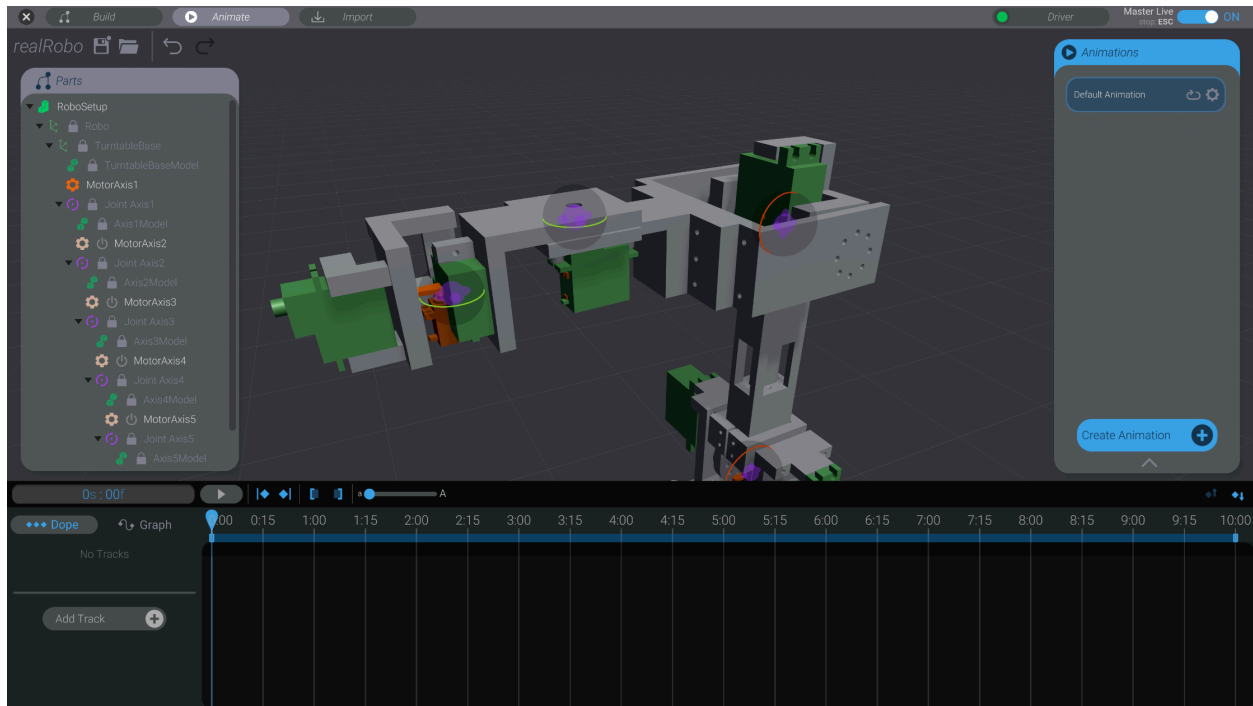 Build
Animate
Import
Driver
Master Live
stop: ESC
ON
realRobo
Parts
RoboSetup
Robo
TurntableBase
TurntableBaseModel
MotorAxis1
Joint Axis1
Axis1Model
MotorAxis2
Joint Axis2
Axis2Model
MotorAxis3
Joint Axis3
Axis3Model
MotorAxis4
Joint Axis4
Axis4Model
MotorAxis5
Joint Axis5
Axis5Model
Animations
Default Animation
Create Animation
0s : 00f
a
A
Dope
Graph
:00 0:15 1:00 1:15 2:00 2:15 3:00 3:15 4:00 4:15 5:00 5:15 6:00 6:15 7:00 7:15 8:00 8:15 9:00 9:15 10:00
No Tracks
Add Track